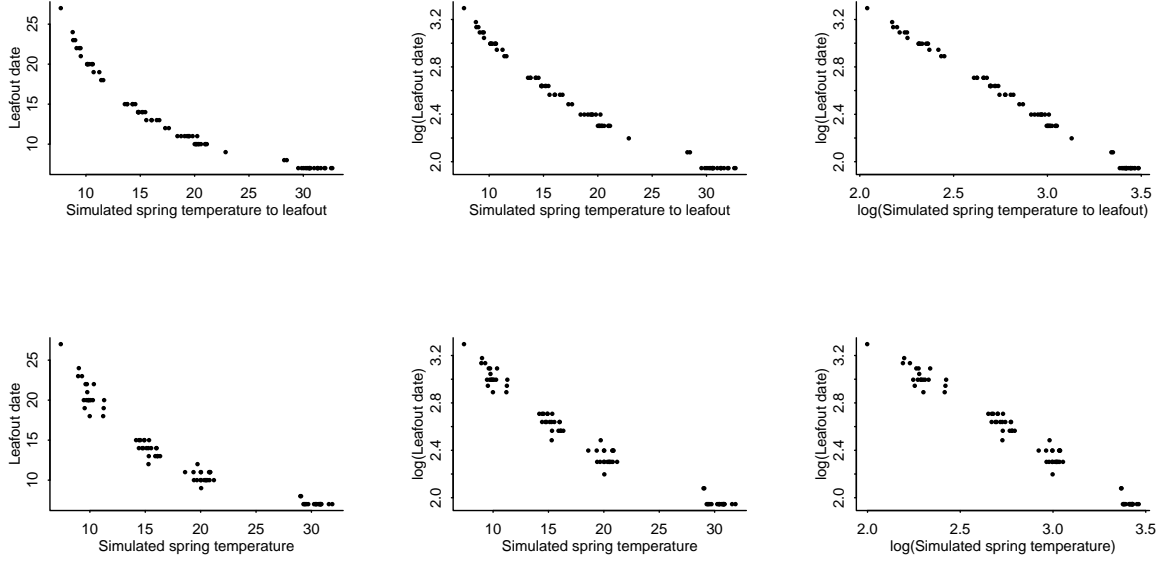 Leafout date
10 15 20 25
10 15 20 25 30
Simulated spring temperature to leafout
log(Leafout date)
2.0 2.4 2.8 3.2
10 15 20 25 30
Simulated spring temperature to leafout
log(Leafout date)
2.0 2.4 2.8 3.2
2.0 2.5 3.0 3.5
log(Simulated spring temperature to leafout)
Leafout date
10 15 20 25
10 15 20 25 30
Simulated spring temperature
log(Leafout date)
2.0 2.4 2.8 3.2
10 15 20 25 30
Simulated spring temperature
log(Leafout date)
2.0 2.4 2.8 3.2
2.0 2.5 3.0 3.5
log(Simulated spring temperature)